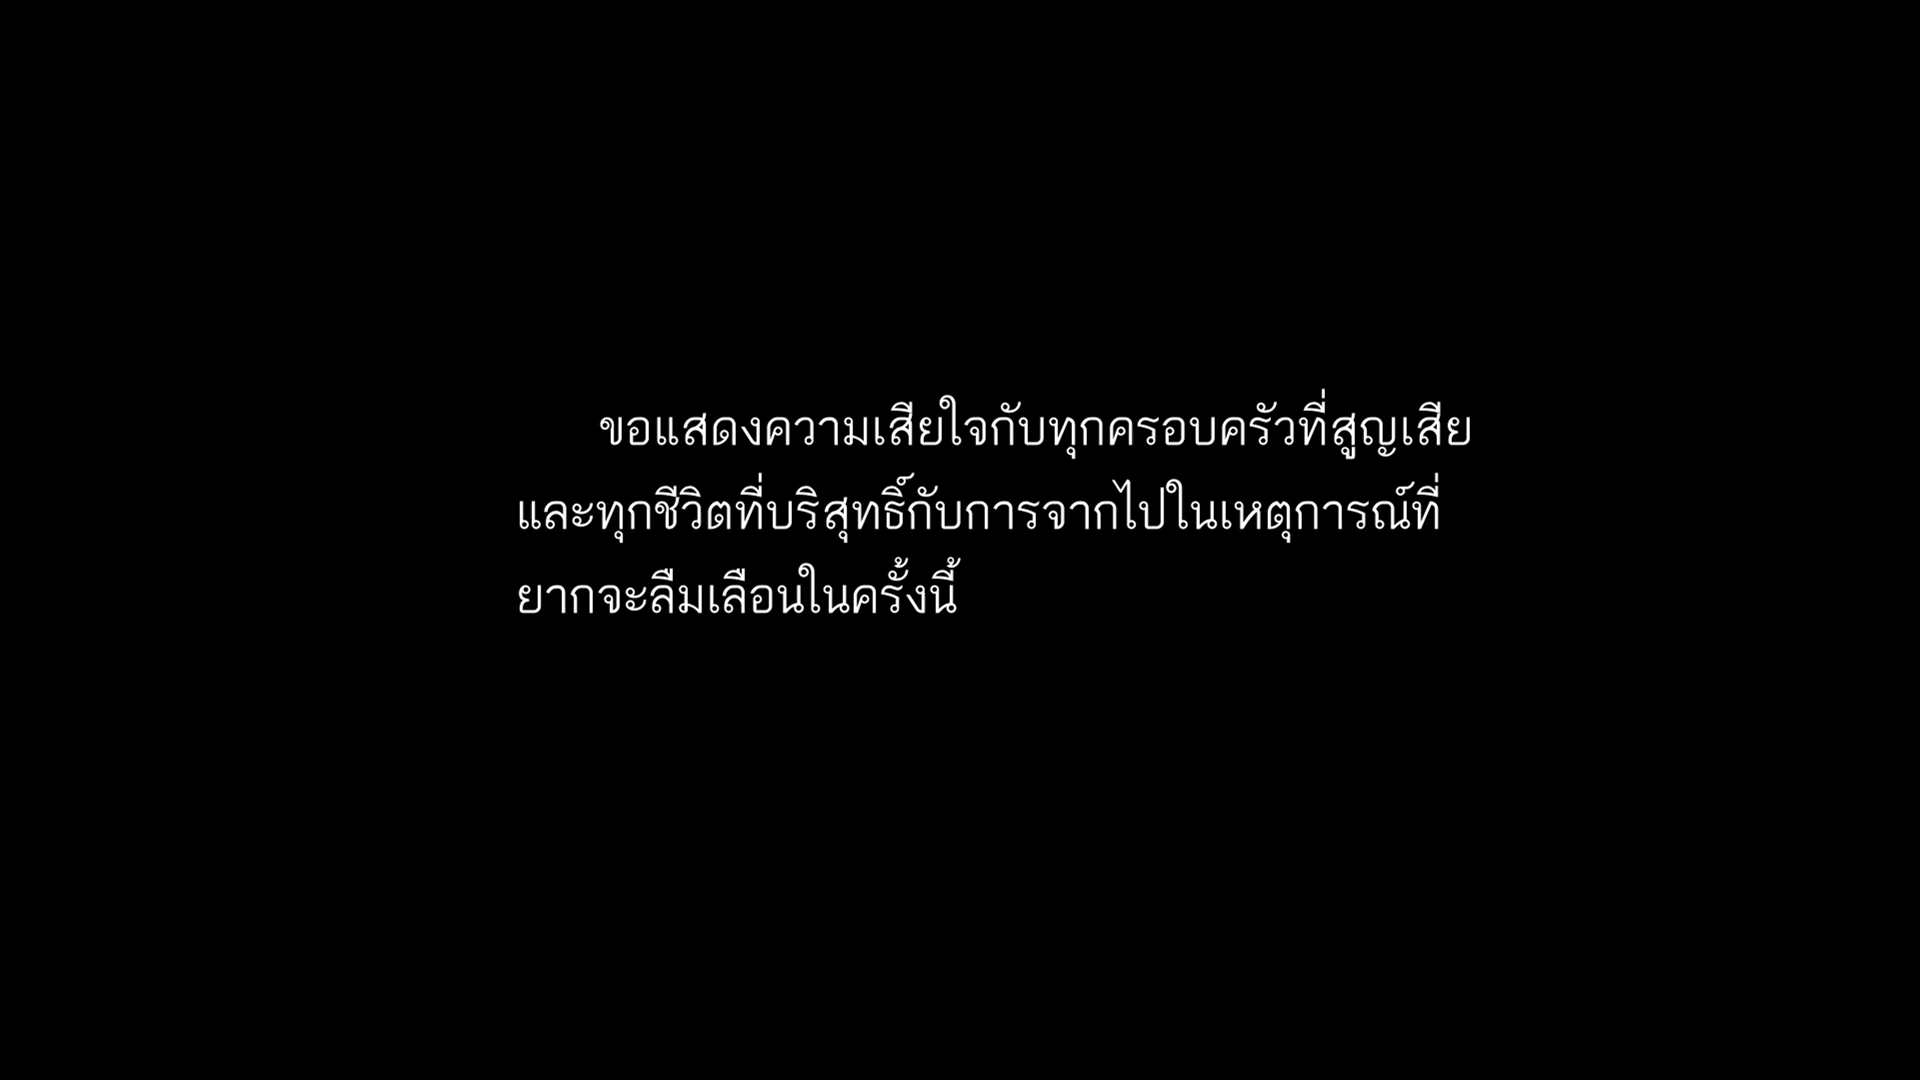 ขอแสดงความเสียใจกับทุกครอบครัวที่สูญเสีย
และทุกชีวิตที่บริสุทธิ์กับการจากไปในเหตุการณ์ที่
ยากจะลืมเลือนในครั้งนี้